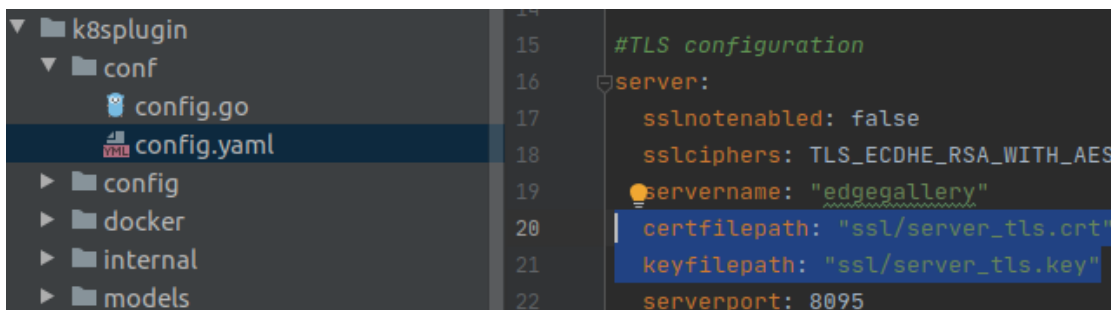 k8splugin
conf
config.go
YML config.yaml
config
docker
internal
models
14
15 #TLS configuration
16 server:
17 sslnotenabled: false
18 sslciphers: TLS_ECDHE_RSA_WITH_AES
19 servername: "edgegallery"
20 certfilepath: "ssl/server_tls.crt"
21 keyfilepath: "ssl/server_tls.key"
22 serverport: 8095